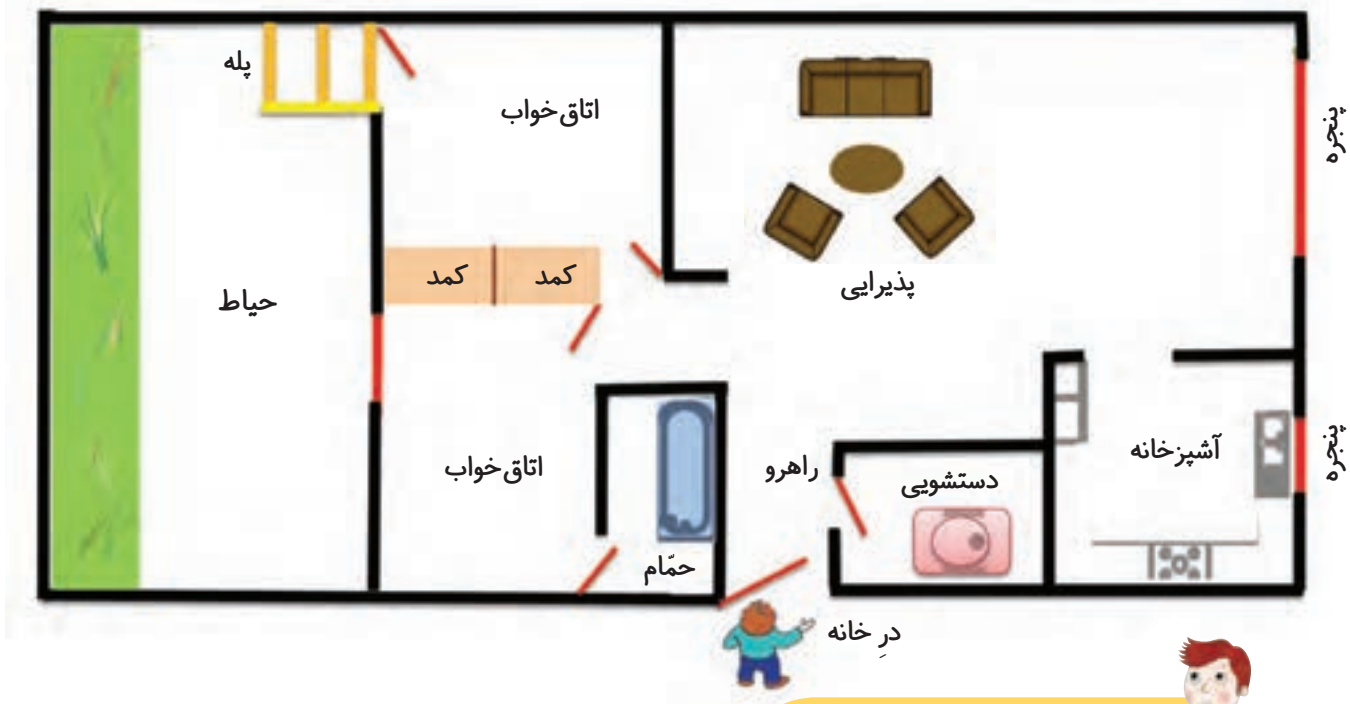 پله
اتاق خواب
پنجره
کمد
کمد
پذیرایی
حیاط
آشپزخانه
پنجره
راهرو
دستشویی
اتاق خواب
حمّام
درِ خانه